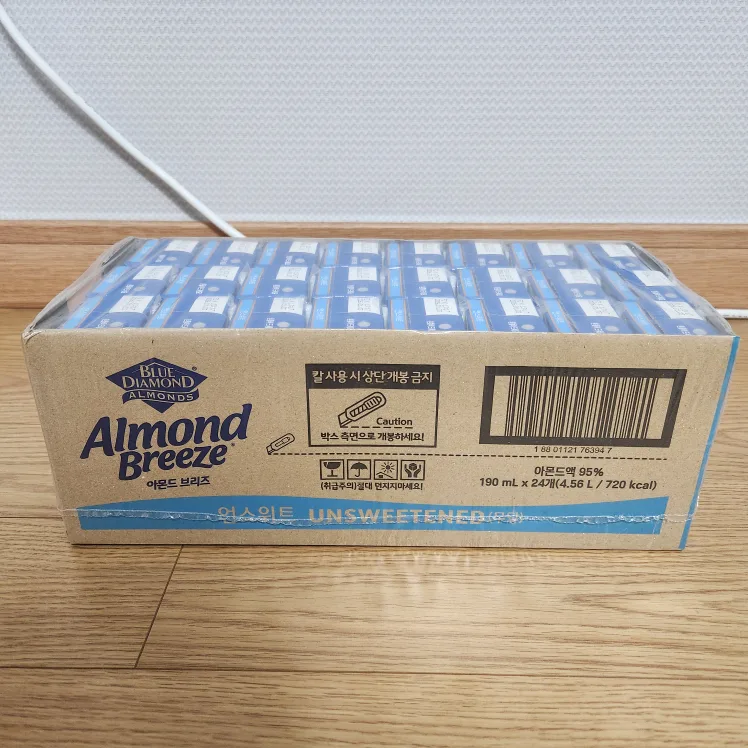 BLUE
DIAMOND®
ALMONDS
Almond
Breeze®
아몬드 브리즈
칼 사용 시 상단 개봉 금지
Caution
박스 측면으로 개봉하세요!
(취급주의) 절대 던지지마세요!
1 88 01121 76394 7
아몬드액 95%
190 mL x 24개(4.56 L / 720 kcal)
언스위트 UNSWEETENED